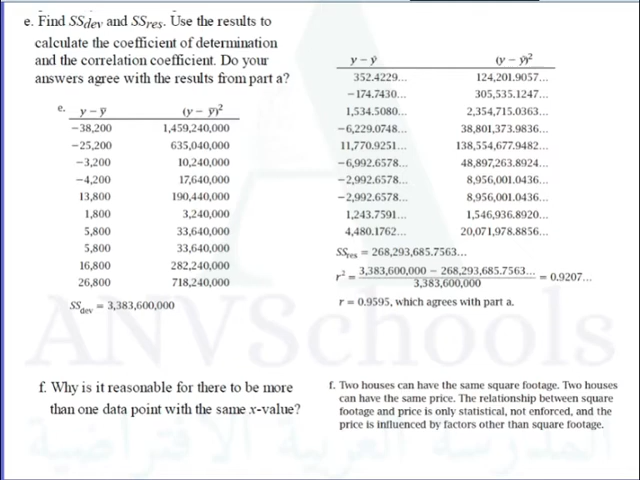 e. Find SSdev and SSres. Use the results to
calculate the coefficient of determination
and the correlation coefficient. Do your
answers agree with the results from part a?
e. y − ȳ (y − ȳ)²
−38,200 1,459,240,000
−25,200 635,040,000
−3,200 10,240,000
−4,200 17,640,000
13,800 190,440,000
1,800 3,240,000
5,800 33,640,000
5,800 33,640,000
16,800 282,240,000
26,800 718,240,000
SSdev = 3,383,600,000
y − ŷ (y − ŷ)²
352.4229... 124,201.9057...
−174.7430... 305,535.1247...
1,534.5080... 2,354,715.0363...
−6,229.0748... 38,801,373.9836...
11,770.9251... 138,554,677.9482...
−6,992.6578... 48,897,263.8924...
−2,992.6578... 8,956,001.0436...
−2,992.6578... 8,956,001.0436...
1,243.7591... 1,546,936.8920...
4,480.1762... 20,071,978.8856...
SSres = 268,293,685.7563...
r² = 3,383,600,000 − 268,293,685.7563... / 3,383,600,000 = 0.9207...
r = 0.9595, which agrees with part a.
ANVSchools
f. Why is it reasonable for there to be more
than one data point with the same x-value?
f. Two houses can have the same square footage. Two houses
can have the same price. The relationship between square
footage and price is only statistical, not enforced, and the
price is influenced by factors other than square footage.
المدرسة العربية الافتراضية